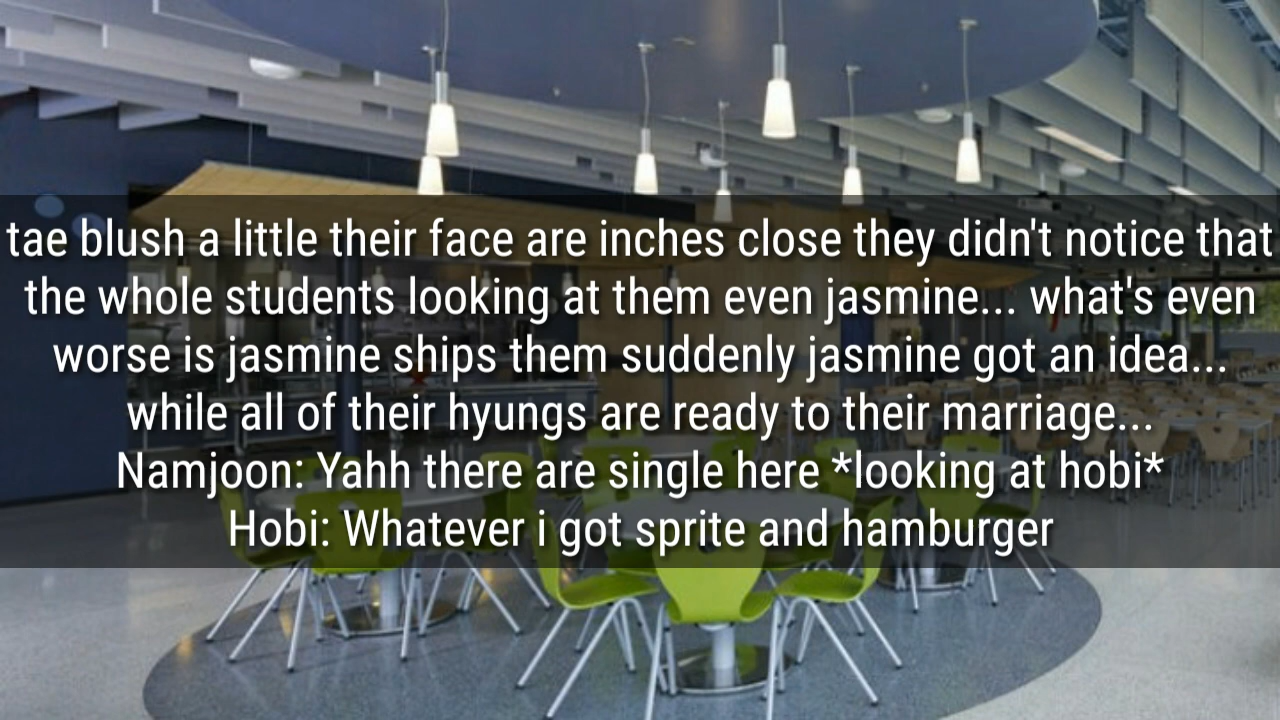 tae blush a little their face are inches close they didn't notice that
the whole students looking at them even jasmine... what's even
worse is jasmine ships them suddenly jasmine got an idea...
while all of their hyungs are ready to their marriage...
Namjoon: Yahh there are single here *looking at hobi*
Hobi: Whatever i got sprite and hamburger